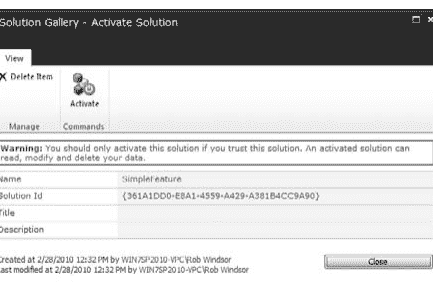 Solution Gallery - Activate Solution
View
Delete Item
Activate
Manage
Commands
Warning: You should only activate this solution if you trust this solution. An activated solution can
read, modify and delete your data.
Name SimpleFeature
Solution Id {361A1DD0-E8A1-4559-A429-A381B4CC9A90}
Title
Description
Created at 2/28/2010 12:32 PM by WIN7SP2010-VPC\Rob Windsor
Last modified at 2/28/2010 12:32 PM by WIN7SP2010-VPC\Rob Windsor
Close